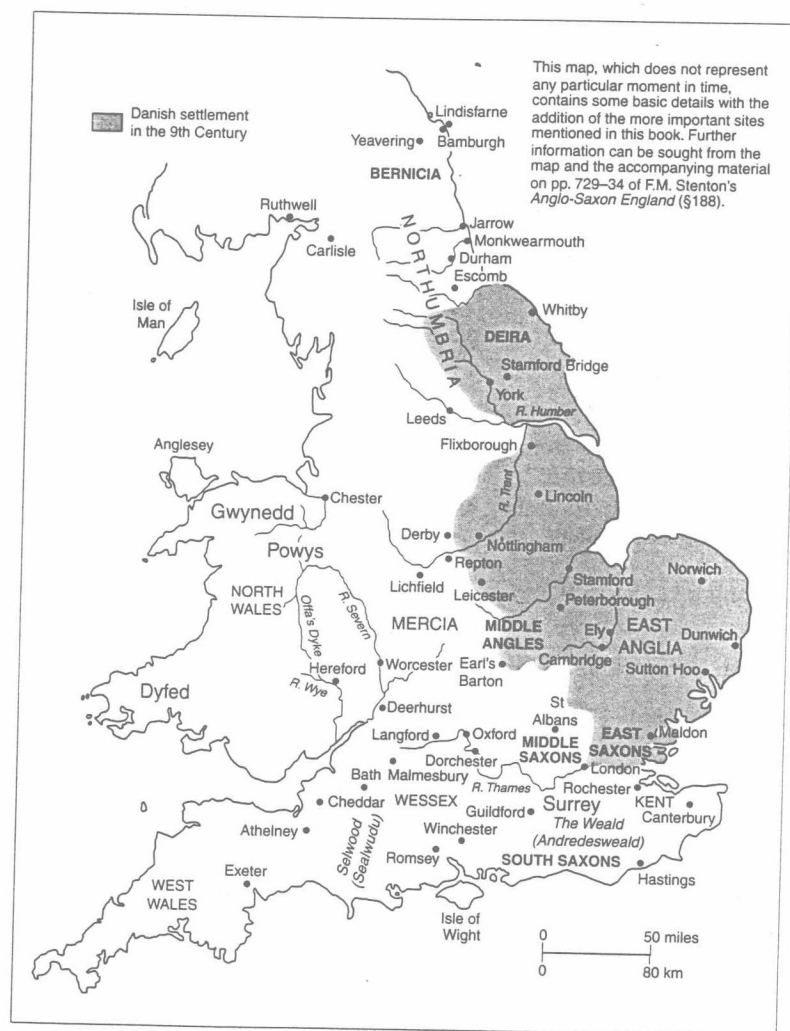 This map, which does not represent
any particular moment in time,
contains some basic details with the
addition of the more important sites
mentioned in this book. Further
information can be sought from the
map and the accompanying material
on pp. 729–34 of F.M. Stenton's
Anglo-Saxon England (§188).
Danish settlement
in the 9th Century
Lindisfarne
Yeavering
Bamburgh
BERNICIA
Ruthwell
Carlisle
Jarrow
Monkwearmouth
Durham
Escomb
NORTHUMBRIA
Isle of
Man
Whitby
DEIRA
Stamford Bridge
York
R. Humber
Leeds
Flixborough
Anglesey
R. Trent
Lincoln
Chester
Gwynedd
Derby
Nottingham
Powys
Repton
Lichfield
Leicester
Stamford
Norwich
Peterborough
NORTH
WALES
Offa's Dyke
R. Severn
MERCIA
MIDDLE
ANGLES
Ely
EAST
ANGLIA
Dunwich
Cambridge
Sutton Hoo
Hereford
Worcester
Earl's
Barton
R. Wye
Dyfed
Deerhurst
St
Albans
Langford
Oxford
MIDDLE
SAXONS
EAST
SAXONS
Maldon
Dorchester
London
Bath
Malmesbury
R. Thames
Rochester
Cheddar
WESSEX
Guildford
Surrey
KENT
Canterbury
The Weald
(Andredesweald)
Athelney
Selwood
(Sealwudu)
Winchester
Romsey
SOUTH SAXONS
Hastings
Exeter
WEST
WALES
Isle of
Wight
0 50 miles
0 80 km